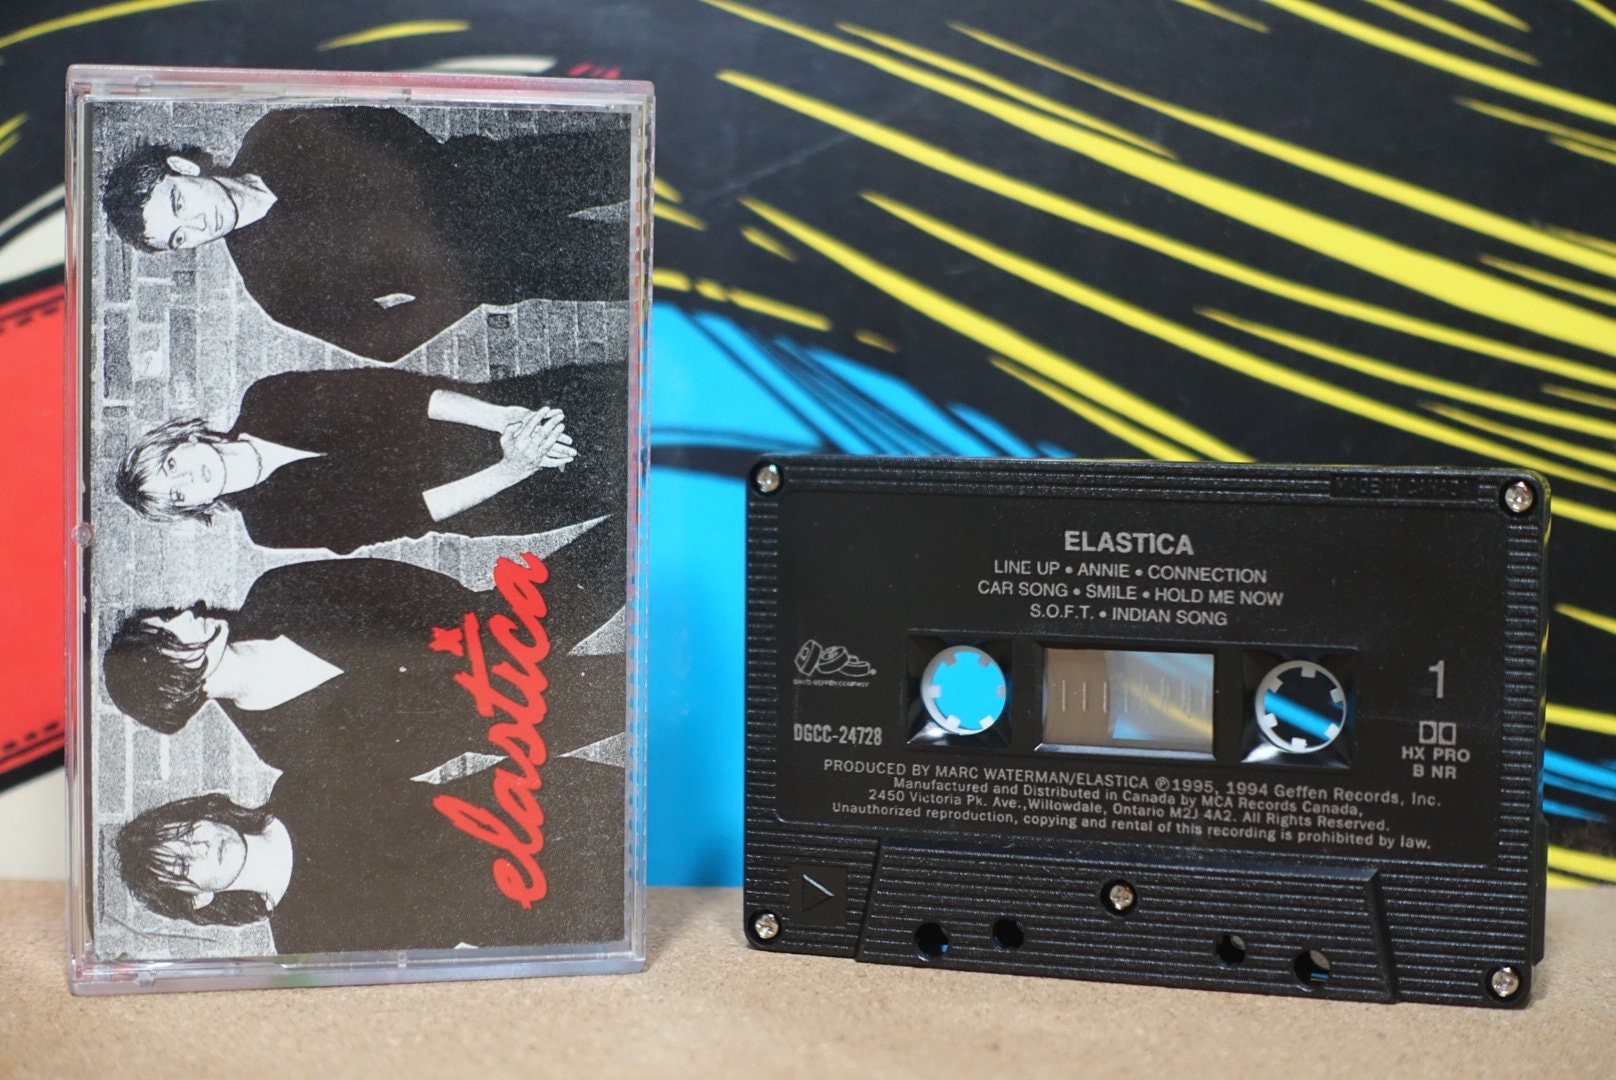 elastica
MADE IN CANADA
ELASTICA
LINE UP • ANNIE • CONNECTION
CAR SONG • SMILE • HOLD ME NOW
S.O.F.T. • INDIAN SONG
DAVID GEFFEN COMPANY
1
DGCC-24728
HX PRO
B NR
PRODUCED BY MARC WATERMAN/ELASTICA ℗1995, 1994 Geffen Records, Inc.
Manufactured and Distributed in Canada by MCA Records Canada,
2450 Victoria Pk. Ave.,Willowdale, Ontario M2J 4A2. All Rights Reserved.
Unauthorized reproduction, copying and rental of this recording is prohibited by law.